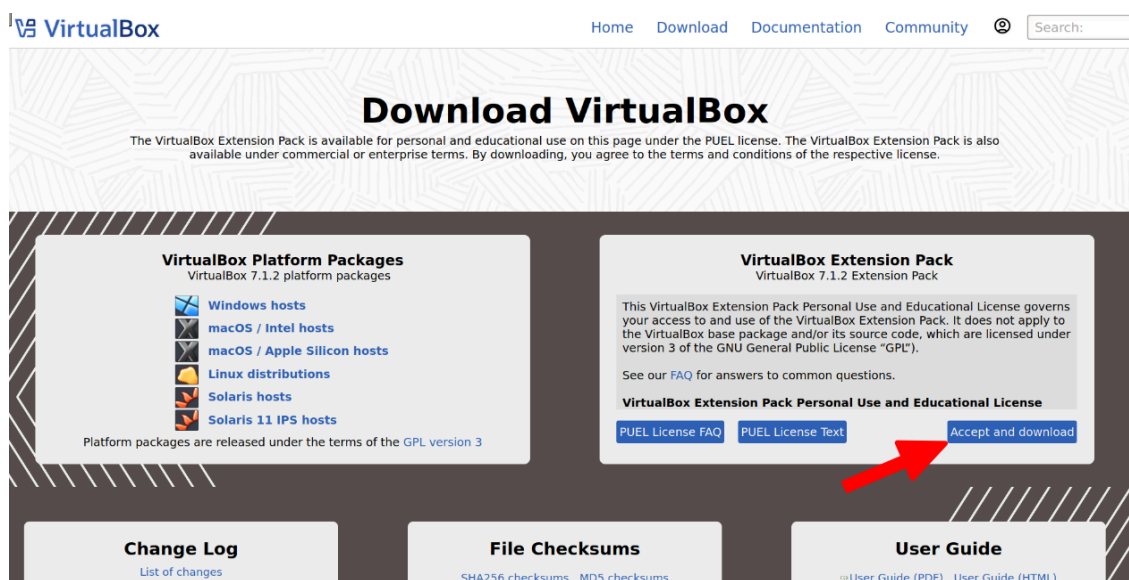 VirtualBox
Home Download Documentation Community Search:
Download VirtualBox
The VirtualBox Extension Pack is available for personal and educational use on this page under the PUEL license. The VirtualBox Extension Pack is also
available under commercial or enterprise terms. By downloading, you agree to the terms and conditions of the respective license.
VirtualBox Platform Packages
VirtualBox 7.1.2 platform packages
Windows hosts
macOS / Intel hosts
macOS / Apple Silicon hosts
Linux distributions
Solaris hosts
Solaris 11 IPS hosts
Platform packages are released under the terms of the GPL version 3
VirtualBox Extension Pack
VirtualBox 7.1.2 Extension Pack
This VirtualBox Extension Pack Personal Use and Educational License governs
your access to and use of the VirtualBox Extension Pack. It does not apply to
the VirtualBox base package and/or its source code, which are licensed under
version 3 of the GNU General Public License “GPL”).
See our FAQ for answers to common questions.
VirtualBox Extension Pack Personal Use and Educational License
PUEL License FAQ PUEL License Text Accept and download
Change Log
List of changes
File Checksums
SHA256 checksums, MD5 checksums
User Guide
User Guide (PDF) User Guide (HTML)